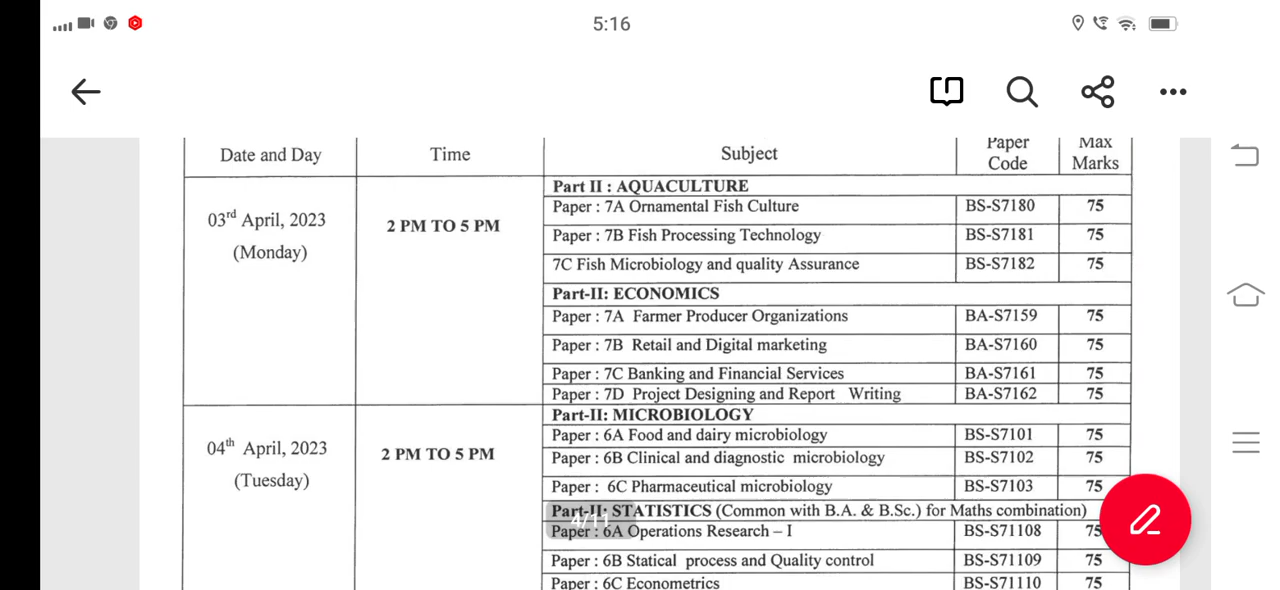 5:16
Date and Day Time Subject Paper Code Max Marks
03rd April, 2023 (Monday) 2 PM TO 5 PM
Part II : AQUACULTURE
Paper : 7A Ornamental Fish Culture BS-S7180 75
Paper : 7B Fish Processing Technology BS-S7181 75
7C Fish Microbiology and quality Assurance BS-S7182 75
Part-II: ECONOMICS
Paper : 7A Farmer Producer Organizations BA-S7159 75
Paper : 7B Retail and Digital marketing BA-S7160 75
Paper : 7C Banking and Financial Services BA-S7161 75
Paper : 7D Project Designing and Report Writing BA-S7162 75
04th April, 2023 (Tuesday) 2 PM TO 5 PM
Part-II: MICROBIOLOGY
Paper : 6A Food and dairy microbiology BS-S7101 75
Paper : 6B Clinical and diagnostic microbiology BS-S7102 75
Paper : 6C Pharmaceutical microbiology BS-S7103 75
Part-II: STATISTICS (Common with B.A. & B.Sc.) for Maths combination)
4/11
Paper : 6A Operations Research – I BS-S71108 75
Paper : 6B Statical process and Quality control BS-S71109 75
Paper : 6C Econometrics BS-S71110 75